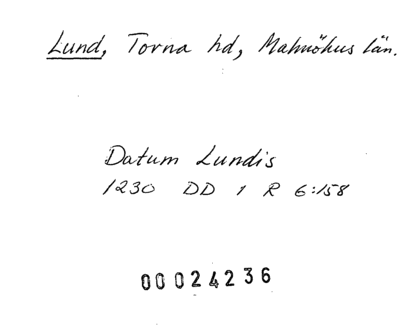 Lund, Torna hd, Malmöhus län.
Datum Lundis
1230 DD 1 R 6:158
00024236